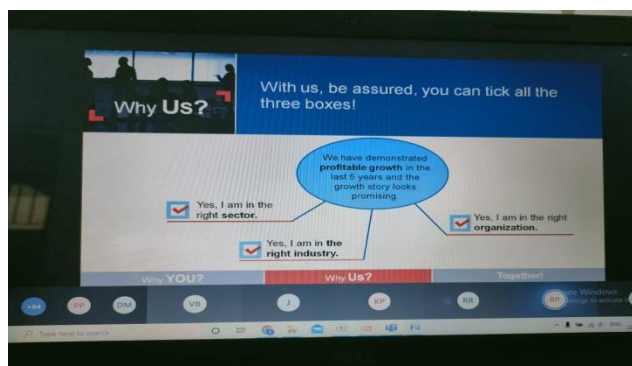 With us, be assured, you can tick all the
three boxes!
Why Us?
We have demonstrated
profitable growth in the
last 5 years and the
growth story looks
promising.
Yes, I am in the
right sector.
Yes, I am in the right
organization.
Yes, I am in the
right industry.
Why YOU?
Why Us?
Together!
+64
PP
DM
VB
J
KP
RR
RP
Windows
Type here to search
ENG
DELL